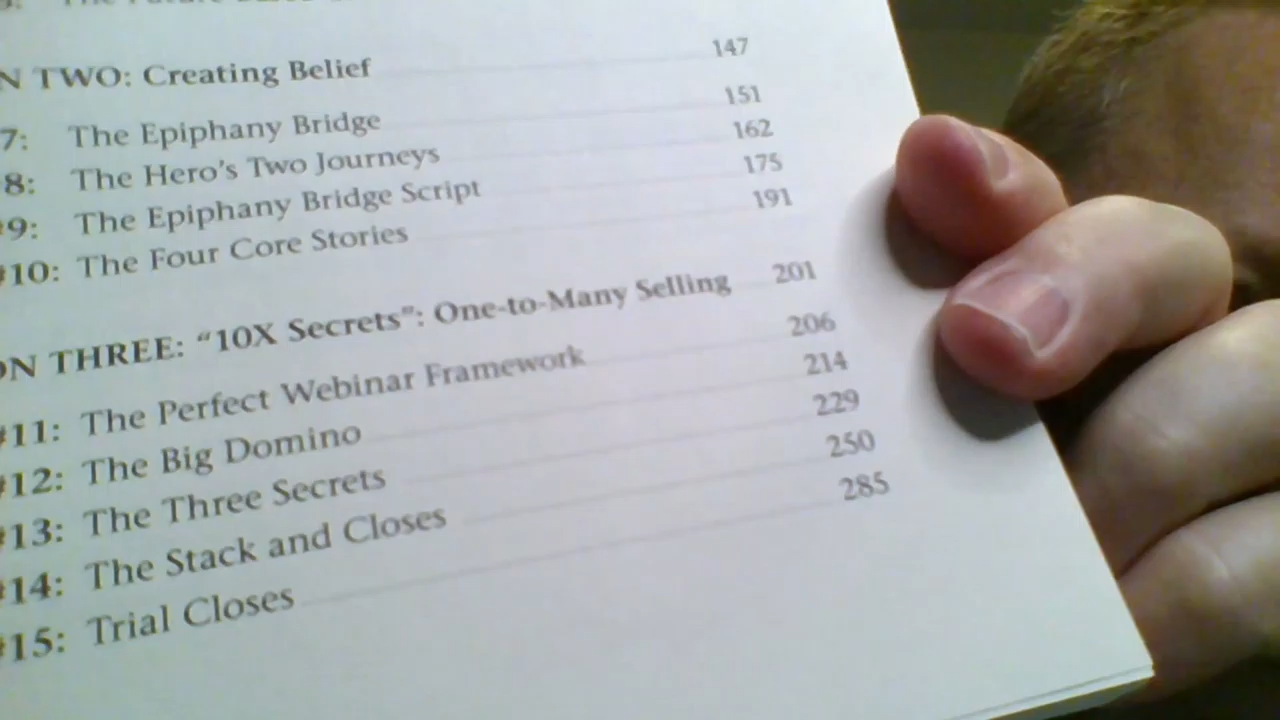 N TWO: Creating Belief 147
7: The Epiphany Bridge 151
8: The Hero's Two Journeys 162
#9: The Epiphany Bridge Script 175
#10: The Four Core Stories 191
ON THREE: “10X Secrets”: One-to-Many Selling 201
#11: The Perfect Webinar Framework 206
#12: The Big Domino 214
#13: The Three Secrets 229
#14: The Stack and Closes 250
#15: Trial Closes 285